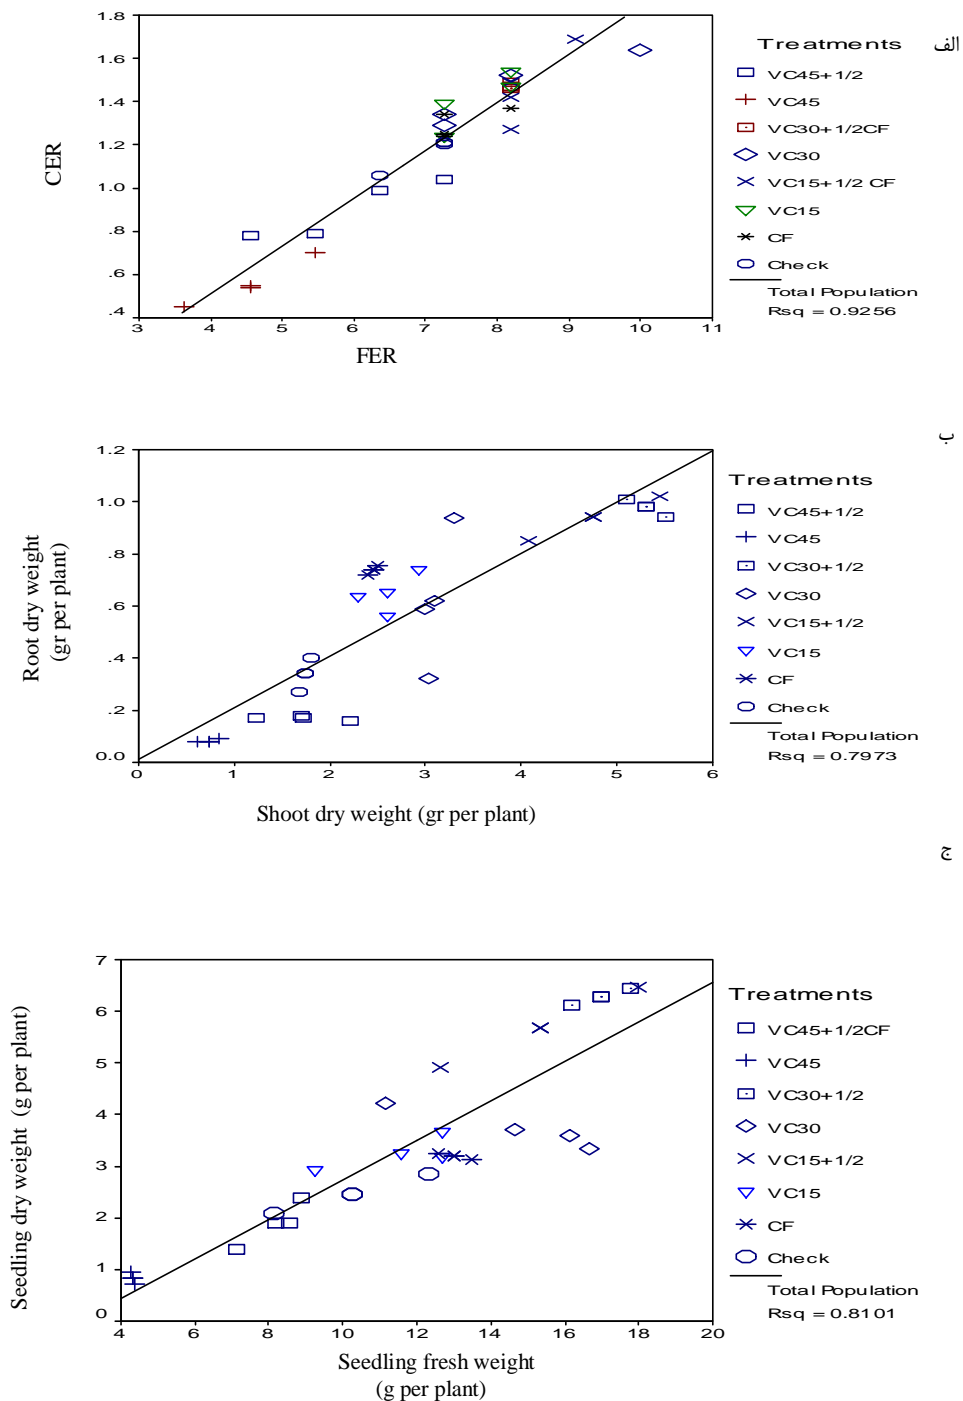 الف
1.8
1.6
1.4
1.2
1.0
.8
.6
.4
CER
3 4 5 6 7 8 9 10 11
FER
Treatments
VC45+1/2
VC45
VC30+1/2CF
VC30
VC15+1/2 CF
VC15
CF
Check
Total Population
Rsq = 0.9256
ب
1.2
1.0
.8
.6
.4
.2
0.0
Root dry weight
(gr per plant)
0 1 2 3 4 5 6
Shoot dry weight (gr per plant)
Treatments
VC45+1/2
VC45
VC30+1/2
VC30
VC15+1/2
VC15
CF
Check
Total Population
Rsq = 0.7973
ج
7
6
5
4
3
2
1
0
Seedling dry weight (g per plant)
4 6 8 10 12 14 16 18 20
Seedling fresh weight
(g per plant)
Treatments
VC45+1/2CF
VC45
VC30+1/2
VC30
VC15+1/2
VC15
CF
Check
Total Population
Rsq = 0.8101